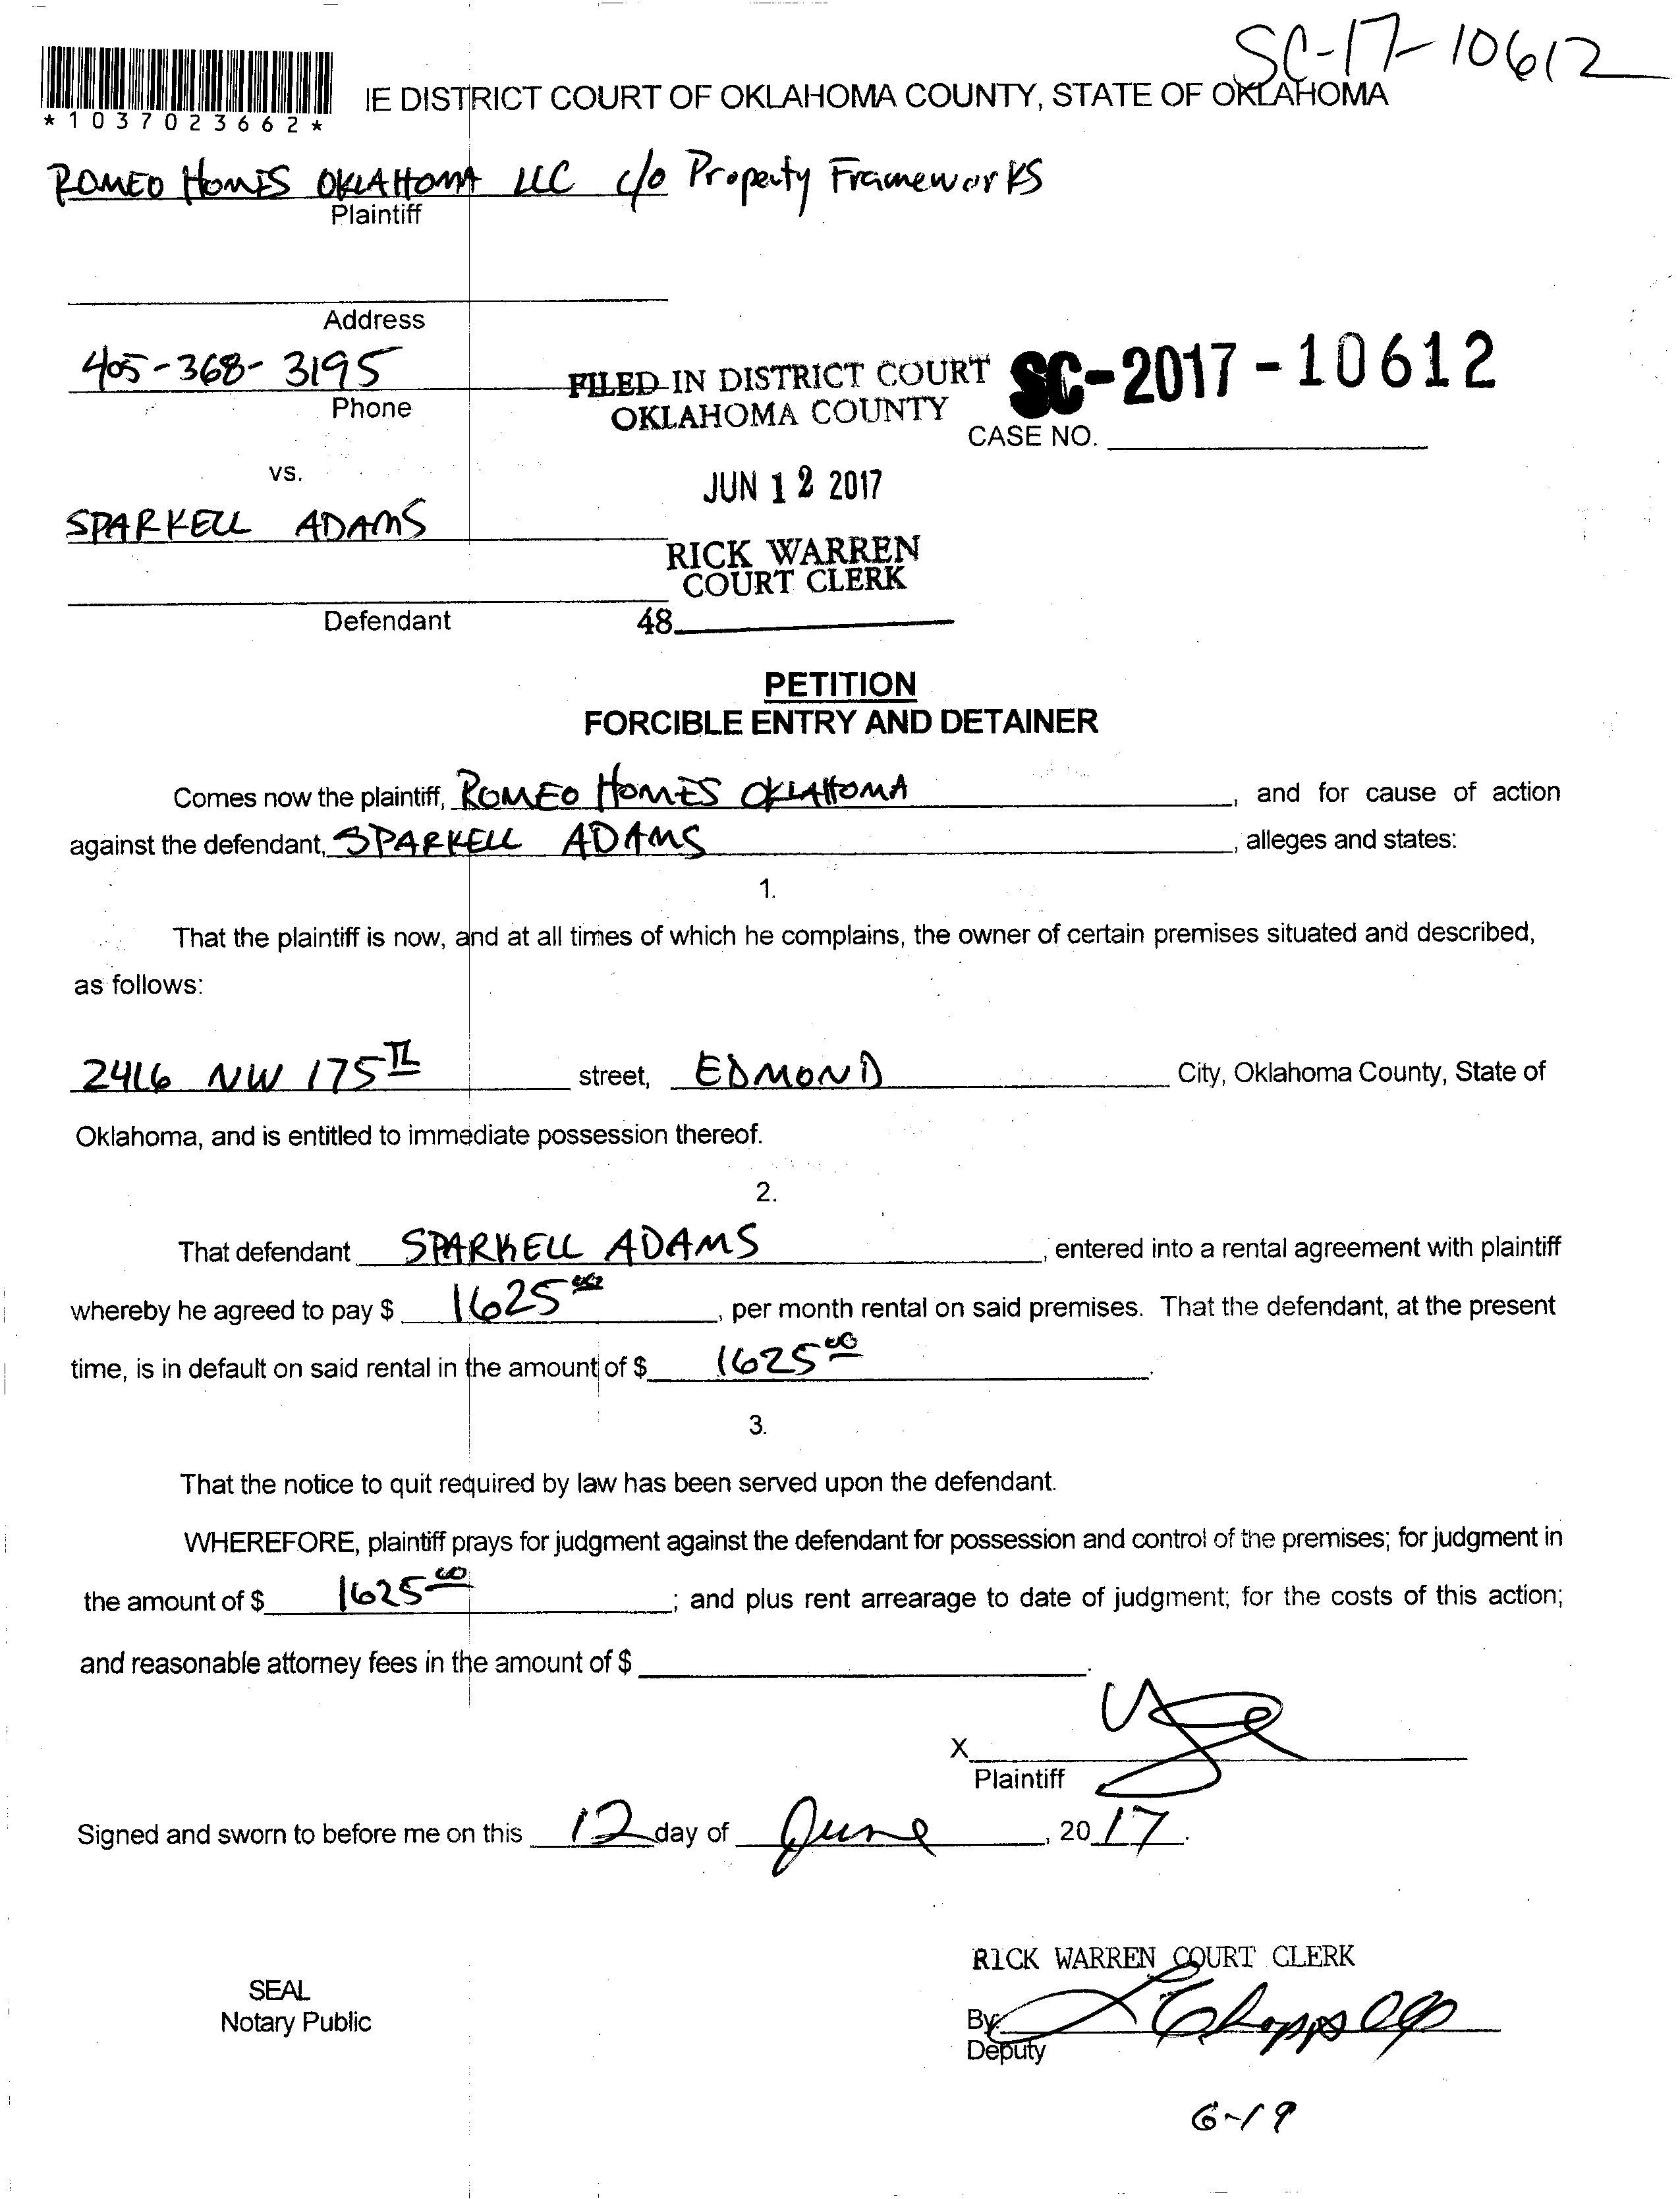 SC-17-10612
IE DISTRICT COURT OF OKLAHOMA COUNTY, STATE OF OKLAHOMA
*1037023662*
ROMEO HOMES OKLAHOMA LLC c/o Property Frameworks
Plaintiff
Address
405-368-3195
Phone
FILED IN DISTRICT COURT
OKLAHOMA COUNTY
SC-2017-10612
CASE NO.
vs.
JUN 12 2017
SPARKELL ADAMS
RICK WARREN
COURT CLERK
Defendant
48
PETITION
FORCIBLE ENTRY AND DETAINER
Comes now the plaintiff, ROMEO HOMES OKLAHOMA, and for cause of action
against the defendant, SPARKELL ADAMS, alleges and states:
1.
That the plaintiff is now, and at all times of which he complains, the owner of certain premises situated and described,
as follows:
2416 NW 175TH street, EDMOND City, Oklahoma County, State of
Oklahoma, and is entitled to immediate possession thereof.
2.
That defendant SPARKELL ADAMS, entered into a rental agreement with plaintiff
whereby he agreed to pay $ 1625 00, per month rental on said premises. That the defendant, at the present
time, is in default on said rental in the amount of $ 1625 00.
3.
That the notice to quit required by law has been served upon the defendant.
WHEREFORE, plaintiff prays for judgment against the defendant for possession and control of the premises; for judgment in
the amount of $ 1625 00; and plus rent arrearage to date of judgment; for the costs of this action;
and reasonable attorney fees in the amount of $ .
X
Plaintiff
Signed and sworn to before me on this 12 day of June, 20 17.
RICK WARREN COURT CLERK
SEAL
Notary Public
By:
Deputy
6-19